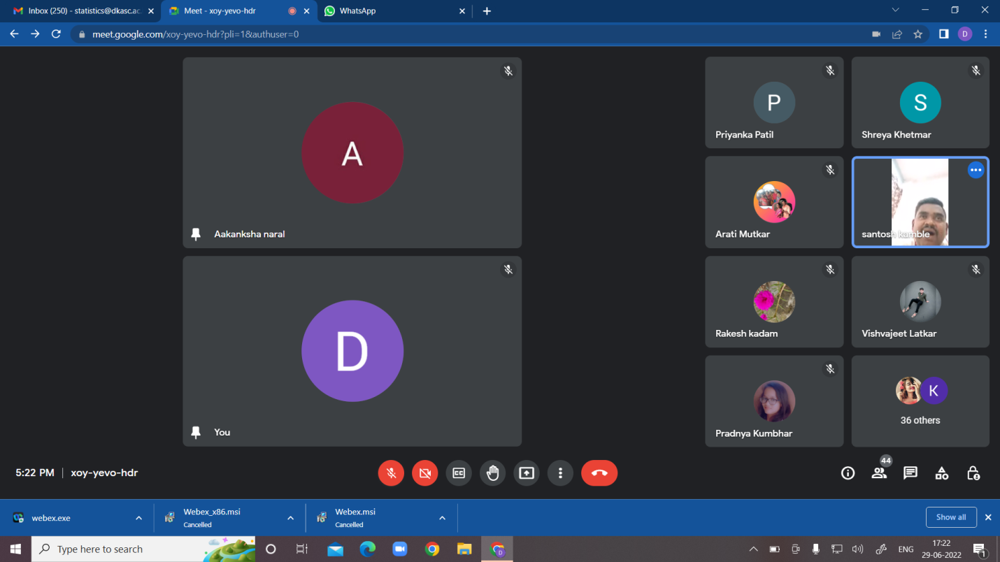 Inbox (250) - statistics@dkasc.ac
Meet - xoy-yevo-hdr
WhatsApp
meet.google.com/xoy-yevo-hdr?pli=1&authuser=0
D
A
Aakanksha naral
D
You
P
Priyanka Patil
S
Shreya Khetmar
Arati Mutkar
santosh kamble
Rakesh kadam
Vishvajeet Latkar
Pradnya Kumbhar
K
36 others
5:22 PM | xoy-yevo-hdr
CC
44
webex.exe
Webex_x86.msi
Cancelled
Webex.msi
Cancelled
Show all
Type here to search
D
ENG
17:22
29-06-2022
1